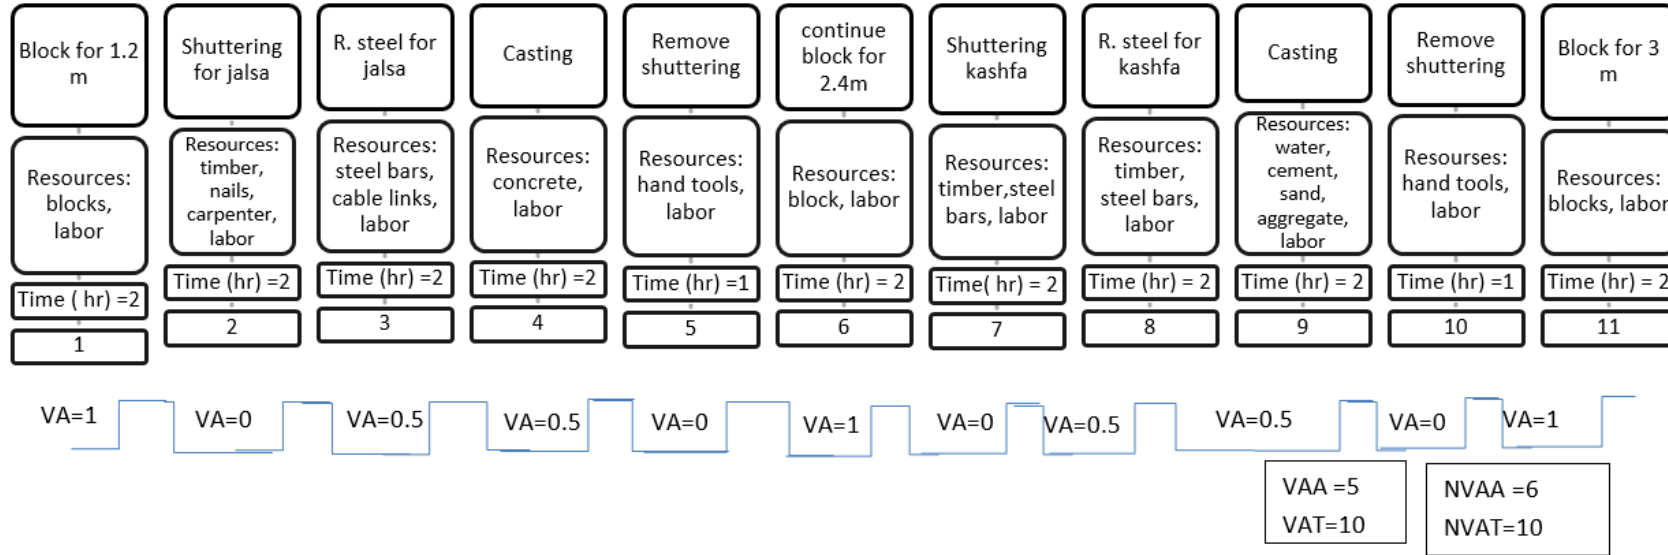 Block for 1.2
m
Resources:
blocks,
labor
Time ( hr) =2
1
Shuttering
for jalsa
Resources:
timber,
nails,
carpenter,
labor
Time (hr) =2
2
R. steel for
jalsa
Resources:
steel bars,
cable links,
labor
Time (hr) =2
3
Casting
Resources:
concrete,
labor
Time (hr) =2
4
Remove
shuttering
Resources:
hand tools,
labor
Time (hr) =1
5
continue
block for
2.4m
Resources:
block, labor
Time (hr) = 2
6
Shuttering
kashfa
Resources:
timber,steel
bars, labor
Time( hr) = 2
7
R. steel for
kashfa
Resources:
timber,
steel bars,
labor
Time (hr) = 2
8
Casting
Resources:
water,
cement,
sand,
aggregate,
labor
Time (hr) = 2
9
Remove
shuttering
Resourses:
hand tools,
labor
Time (hr) =1
10
Block for 3
m
Resources:
blocks, labor
Time (hr) = 2
11
VA=1
VA=0
VA=0.5
VA=0.5
VA=0
VA=1
VA=0
VA=0.5
VA=0.5
VA=0
VA=1
VAA =5
VAT=10
NVAA =6
NVAT=10